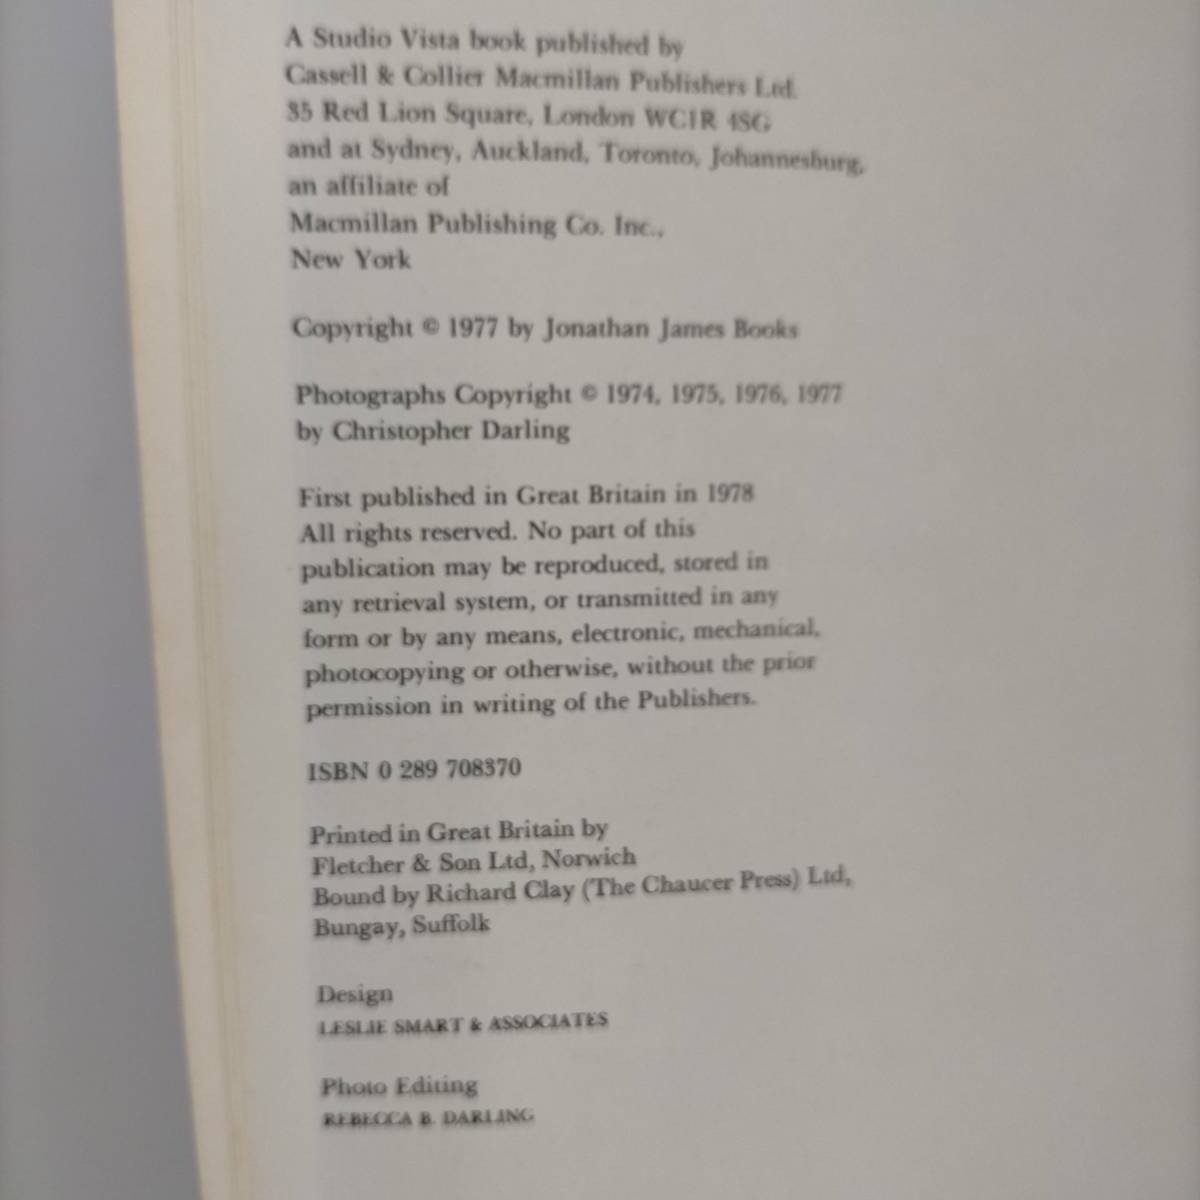 A Studio Vista book published by
Cassell & Collier Macmillan Publishers Ltd.
35 Red Lion Square, London WC1R 4SG
and at Sydney, Auckland, Toronto, Johannesburg,
an affiliate of
Macmillan Publishing Co. Inc.,
New York
Copyright © 1977 by Jonathan James Books
Photographs Copyright © 1974, 1975, 1976, 1977
by Christopher Darling
First published in Great Britain in 1978
All rights reserved. No part of this
publication may be reproduced, stored in
any retrieval system, or transmitted in any
form or by any means, electronic, mechanical,
photocopying or otherwise, without the prior
permission in writing of the Publishers.
ISBN 0 289 708370
Printed in Great Britain by
Fletcher & Son Ltd, Norwich
Bound by Richard Clay (The Chaucer Press) Ltd,
Bungay, Suffolk
Design
LESLIE SMART & ASSOCIATES
Photo Editing
REBECCA B. DARLING